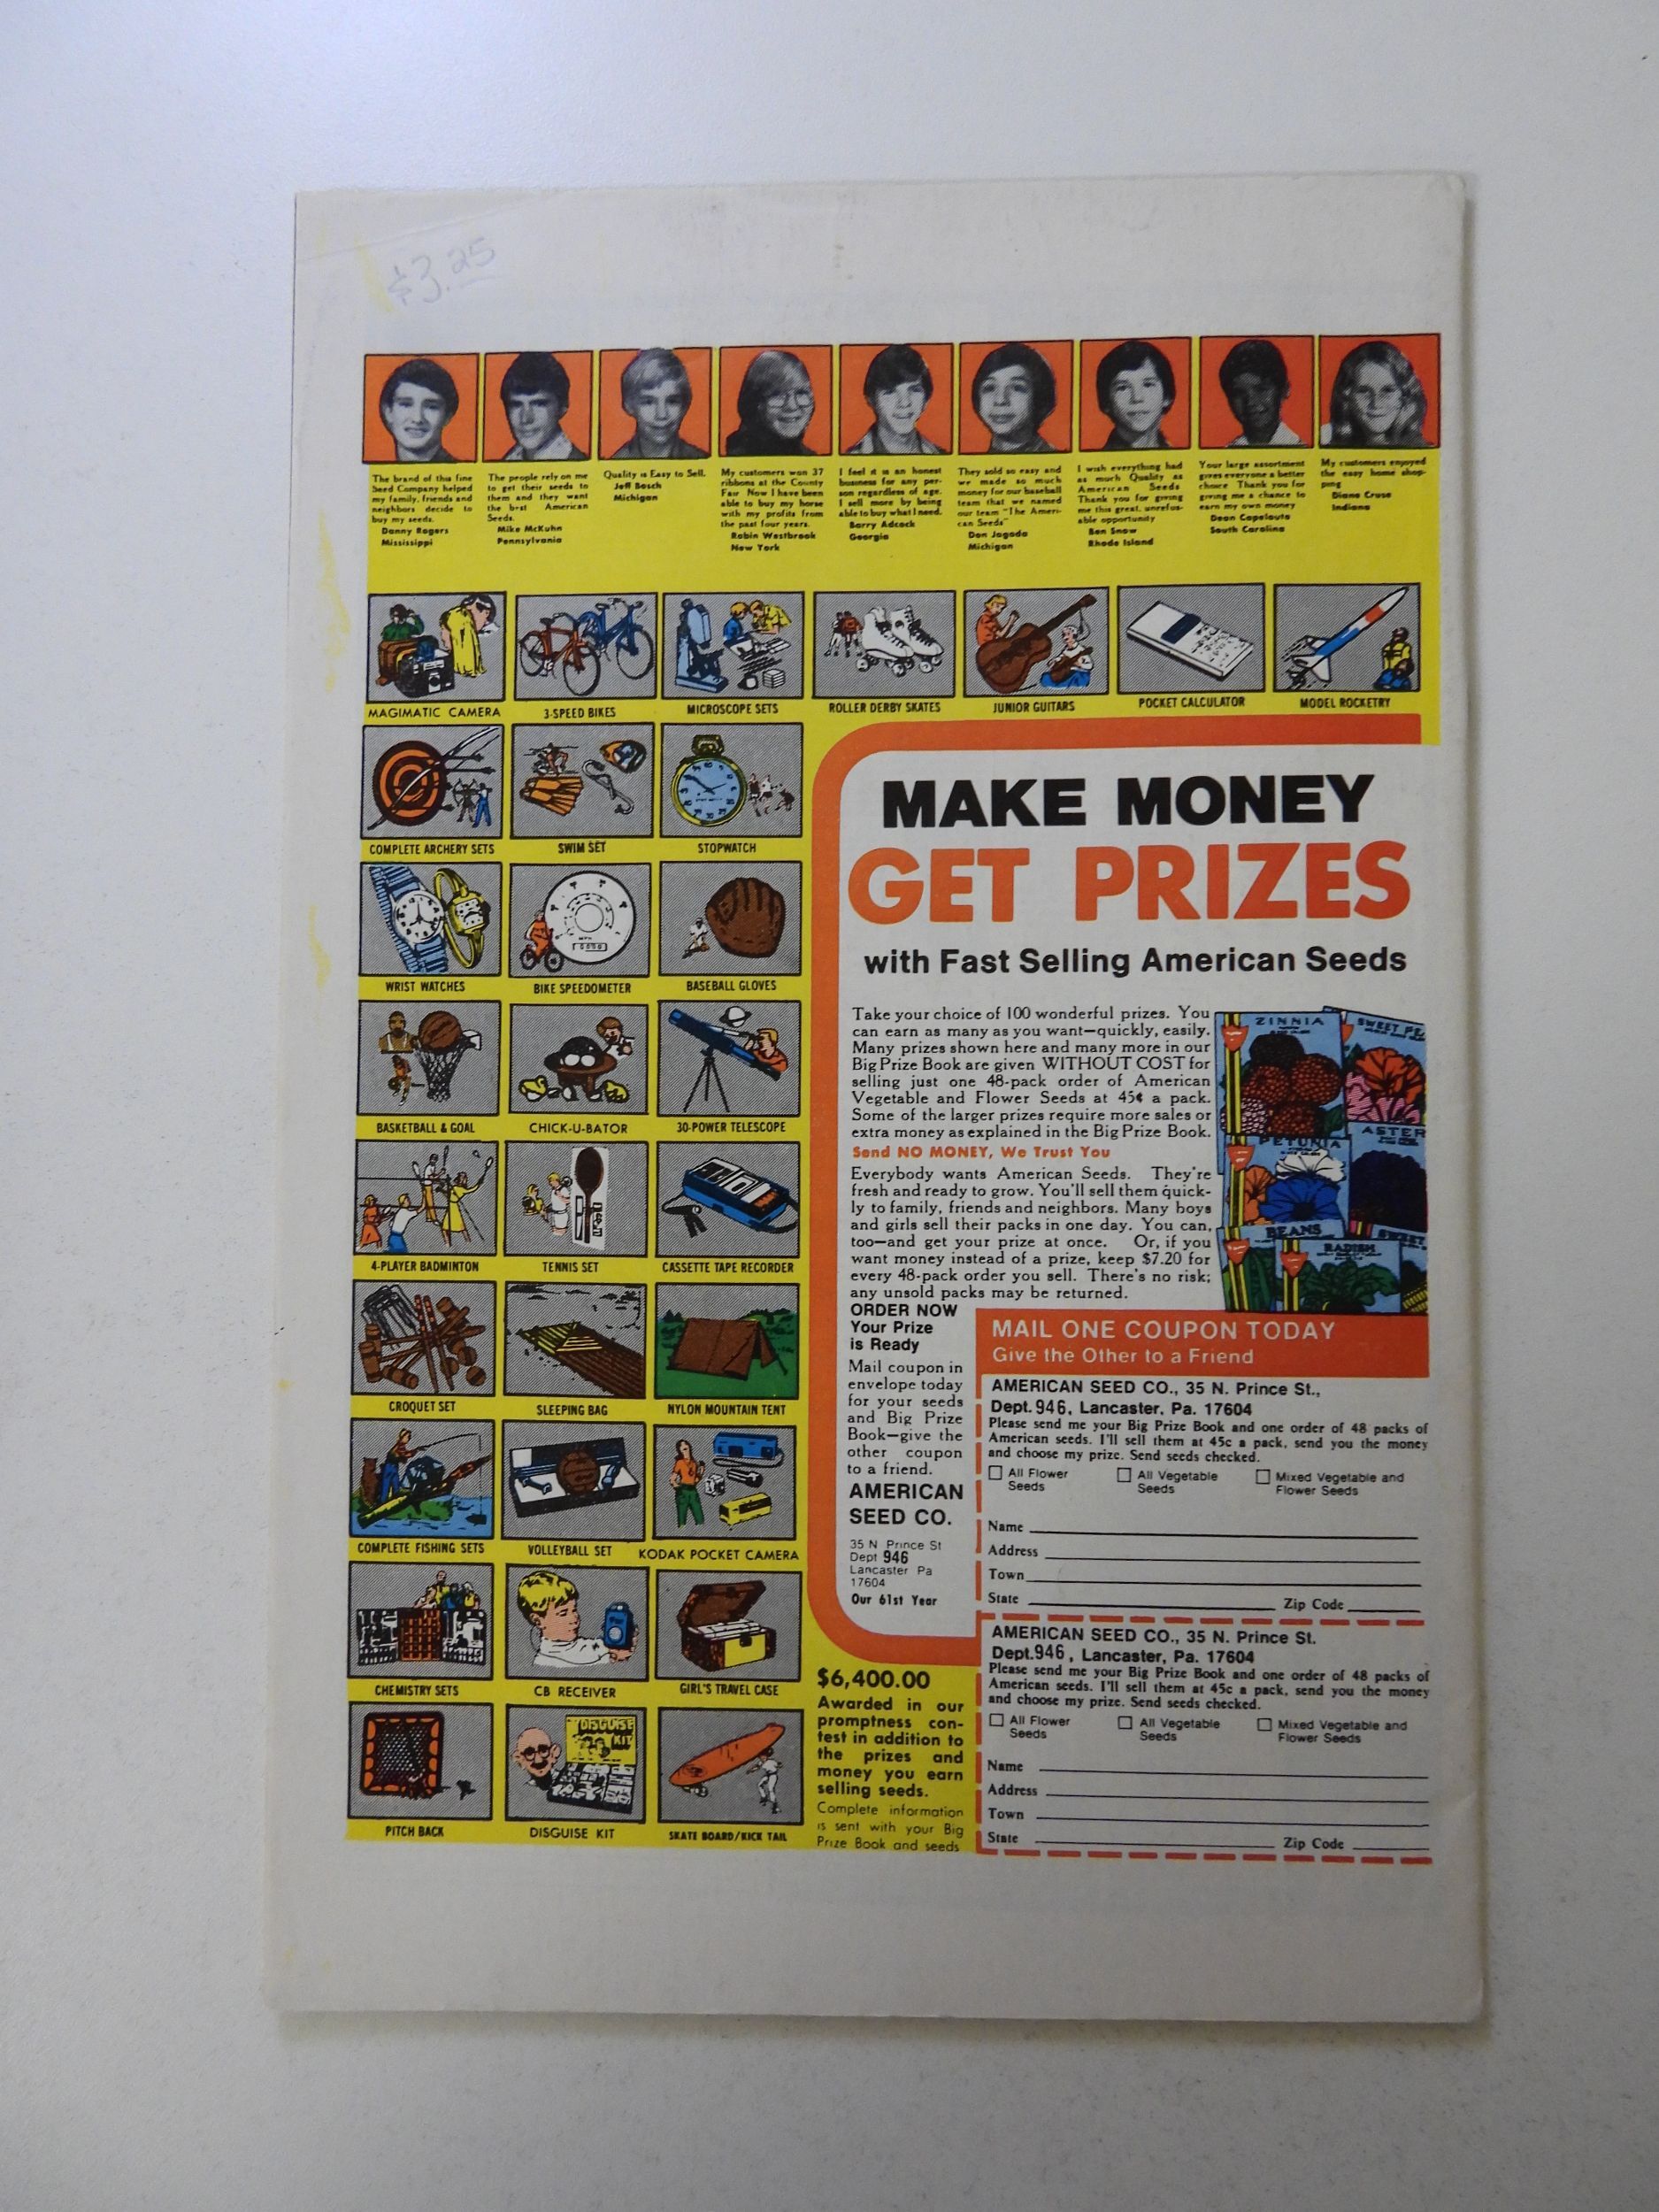 $3.25
The brand of this fine
Seed Company helped
my family, friends and
neighbors decide to
buy my seeds.
Danny Rogers
Mississippi
The people rely on me
to get their seeds to
them and they want
the best American
Seeds.
Mike McKuhn
Pennsylvania
Quality is Easy to Sell.
Jeff Bosch
Michigan
My customers won 37
ribbons at the County
Fair Now I have been
able to buy my horse
with my profits from
the past four years.
Robin Westbrook
New York
I feel it is an honest
business for any per-
son regardless of age.
I sell more by being
able to buy what I need.
Barry Adcock
Georgia
They sold so easy and
we made so much
money for our baseball
team that we named
our team "The Ameri-
can Seeds"
Don Jagoda
Michigan
I wish everything had
as much Quality as
American Seeds
Thank you for giving
me this great, unrefus-
able opportunity
Ben Snow
Rhode Island
Your large assortment
gives everyone a better
choice Thank you for
giving me a chance to
earn my own money
Dean Capelouto
South Carolina
My customers enjoyed
the easy home shop-
ping
Diane Cruse
Indiana
MAGIMATIC CAMERA
3-SPEED BIKES
MICROSCOPE SETS
ROLLER DERBY SKATES
JUNIOR GUITARS
POCKET CALCULATOR
MODEL ROCKETRY
COMPLETE ARCHERY SETS
SWIM SET
STOPWATCH
WRIST WATCHES
BIKE SPEEDOMETER
BASEBALL GLOVES
BASKETBALL & GOAL
CHICK-U-BATOR
30-POWER TELESCOPE
4-PLAYER BADMINTON
TENNIS SET
CASSETTE TAPE RECORDER
CROQUET SET
SLEEPING BAG
NYLON MOUNTAIN TENT
COMPLETE FISHING SETS
VOLLEYBALL SET
KODAK POCKET CAMERA
CHEMISTRY SETS
CB RECEIVER
GIRL'S TRAVEL CASE
PITCH BACK
DISGUISE KIT
DISGUISE
KIT
SKATE BOARD/KICK TAIL
MAKE MONEY
GET PRIZES
with Fast Selling American Seeds
Take your choice of 100 wonderful prizes. You
can earn as many as you want—quickly, easily.
Many prizes shown here and many more in our
Big Prize Book are given WITHOUT COST for
selling just one 48-pack order of American
Vegetable and Flower Seeds at 45¢ a pack.
Some of the larger prizes require more sales or
extra money as explained in the Big Prize Book.
Send NO MONEY, We Trust You
Everybody wants American Seeds. They're
fresh and ready to grow. You'll sell them quick-
ly to family, friends and neighbors. Many boys
and girls sell their packs in one day. You can,
too—and get your prize at once. Or, if you
want money instead of a prize, keep $7.20 for
every 48-pack order you sell. There's no risk;
any unsold packs may be returned.
ZINNIA
SWEET PE
ASTER
PETUNIA
BEANS
RADISH
SWEET
ORDER NOW
Your Prize
is Ready
Mail coupon in
envelope today
for your seeds
and Big Prize
Book—give the
other coupon
to a friend.
AMERICAN
SEED CO.
35 N Prince St
Dept 946
Lancaster Pa
17604
Our 61st Year
$6,400.00
Awarded in our
promptness con-
test in addition to
the prizes and
money you earn
selling seeds.
Complete information
is sent with your Big
Prize Book and seeds
MAIL ONE COUPON TODAY
Give the Other to a Friend
AMERICAN SEED CO., 35 N. Prince St.,
Dept. 946, Lancaster, Pa. 17604
Please send me your Big Prize Book and one order of 48 packs of
American seeds. I'll sell them at 45c a pack, send you the money
and choose my prize. Send seeds checked.
All Flower
Seeds
All Vegetable
Seeds
Mixed Vegetable and
Flower Seeds
Name
Address
Town
State Zip Code
AMERICAN SEED CO., 35 N. Prince St.
Dept.946, Lancaster, Pa. 17604
Please send me your Big Prize Book and one order of 48 packs of
American seeds. I'll sell them at 45c a pack, send you the money
and choose my prize. Send seeds checked.
All Flower
Seeds
All Vegetable
Seeds
Mixed Vegetable and
Flower Seeds
Name
Address
Town
State Zip Code